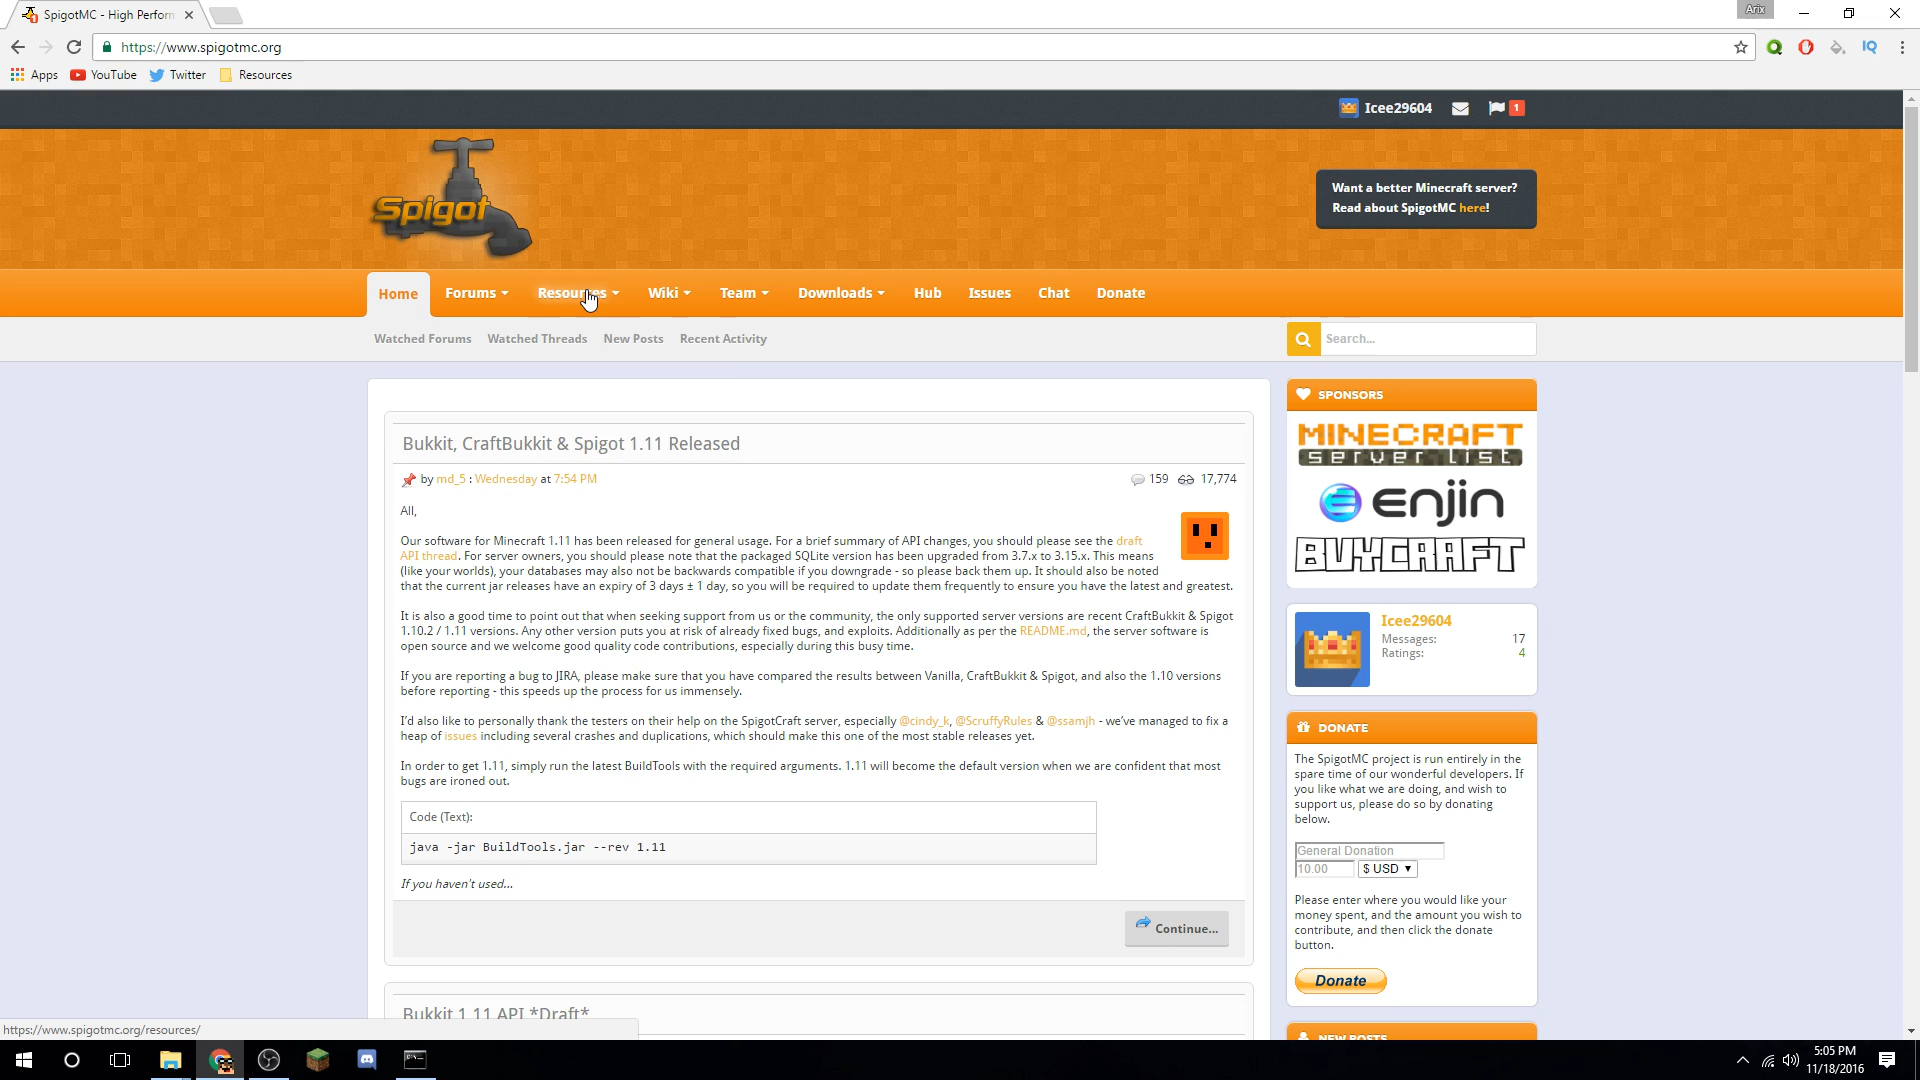 SpigotMC - High Perform
Arix
https://www.spigotmc.org
IQ
Apps
YouTube
Twitter
Resources
Icee29604
1
Spigot
Want a better Minecraft server?
Read about SpigotMC here!
Home
Forums
Resources
Wiki
Team
Downloads
Hub
Issues
Chat
Donate
Watched Forums
Watched Threads
New Posts
Recent Activity
Search...
Bukkit, CraftBukkit & Spigot 1.11 Released
by md_5 : Wednesday at 7:54 PM
159
17,774
All,
Our software for Minecraft 1.11 has been released for general usage. For a brief summary of API changes, you should please see the draft
API thread. For server owners, you should please note that the packaged SQLite version has been upgraded from 3.7.x to 3.15.x. This means
(like your worlds), your databases may also not be backwards compatible if you downgrade - so please back them up. It should also be noted
that the current jar releases have an expiry of 3 days ± 1 day, so you will be required to update them frequently to ensure you have the latest and greatest.
It is also a good time to point out that when seeking support from us or the community, the only supported server versions are recent CraftBukkit & Spigot
1.10.2 / 1.11 versions. Any other version puts you at risk of already fixed bugs, and exploits. Additionally as per the README.md, the server software is
open source and we welcome good quality code contributions, especially during this busy time.
If you are reporting a bug to JIRA, please make sure that you have compared the results between Vanilla, CraftBukkit & Spigot, and also the 1.10 versions
before reporting - this speeds up the process for us immensely.
I'd also like to personally thank the testers on their help on the SpigotCraft server, especially @cindy_k, @ScruffyRules & @ssamjh - we've managed to fix a
heap of issues including several crashes and duplications, which should make this one of the most stable releases yet.
In order to get 1.11, simply run the latest BuildTools with the required arguments. 1.11 will become the default version when we are confident that most
bugs are ironed out.
Code (Text):
java -jar BuildTools.jar --rev 1.11
If you haven't used...
Continue...
Bukkit 1.11 API *Draft*
SPONSORS
MINECRAFT
server list
enjin
BUYCRAFT
Icee29604
Messages: 17
Ratings: 4
DONATE
The SpigotMC project is run entirely in the
spare time of our wonderful developers. If
you like what we are doing, and wish to
support us, please do so by donating
below.
General Donation
10.00
$ USD
Please enter where you would like your
money spent, and the amount you wish to
contribute, and then click the donate
button.
Donate
NEW POSTS
https://www.spigotmc.org/resources/
5:05 PM
11/18/2016